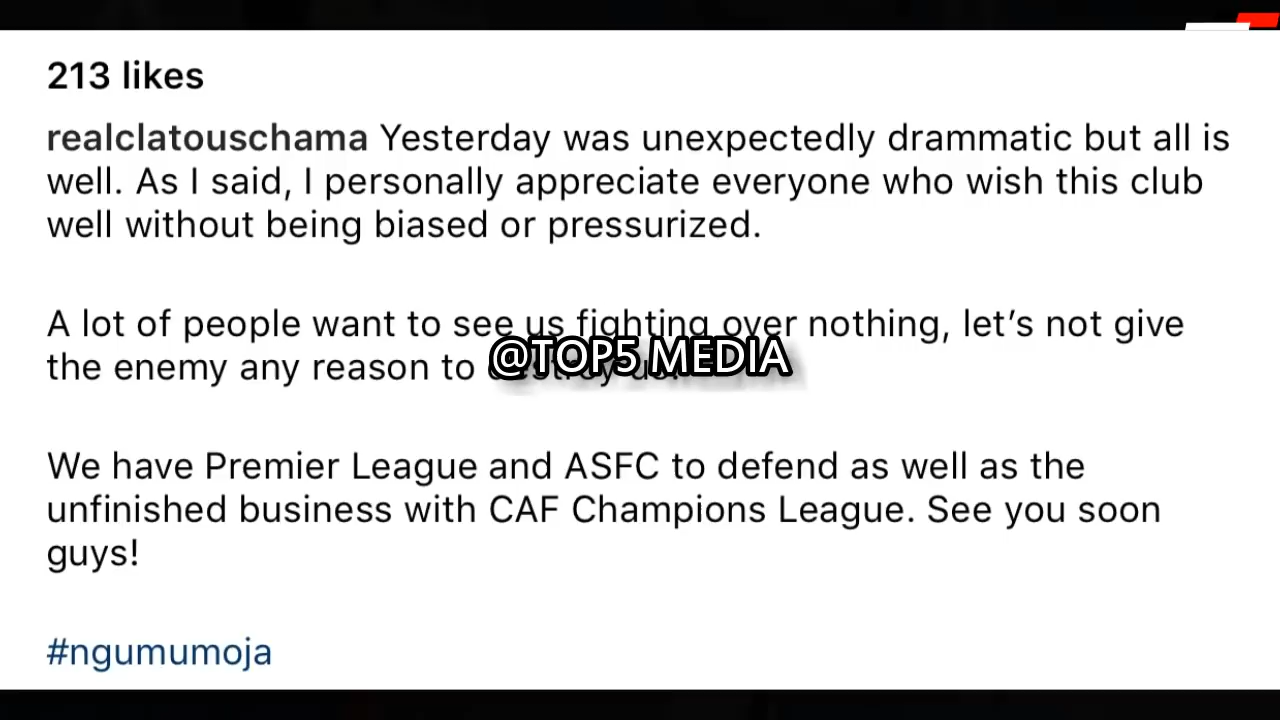 213 likes
realclatouschama Yesterday was unexpectedly drammatic but all is
well. As I said, I personally appreciate everyone who wish this club
well without being biased or pressurized.
A lot of people want to see us fighting over nothing, let's not give
the enemy any reason to
@TOP5 MEDIA
We have Premier League and ASFC to defend as well as the
unfinished business with CAF Champions League. See you soon
guys!
#ngumumoja